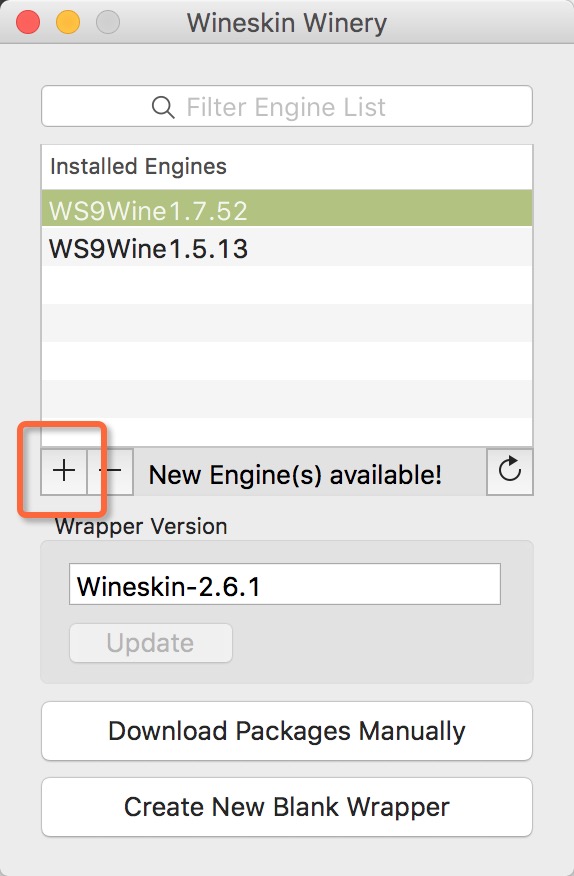 Wineskin Winery
Filter Engine List
Installed Engines
WS9Wine1.7.52
WS9Wine1.5.13
New Engine(s) available!
Wrapper Version
Wineskin-2.6.1
Update
Download Packages Manually
Create New Blank Wrapper